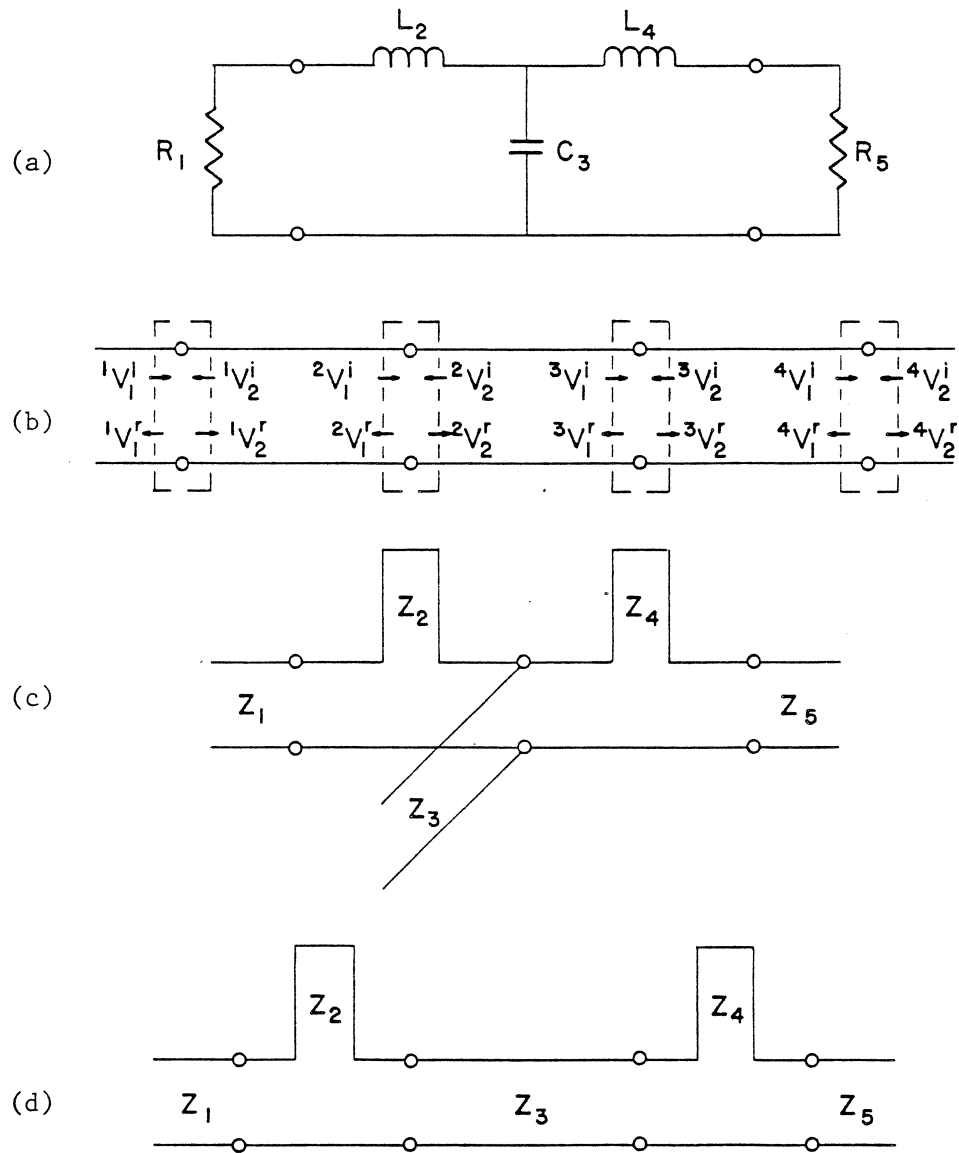 (a)
L₂ L₄
R₁ C₃ R₅
(b)
¹V₁ⁱ ¹V₂ⁱ ²V₁ⁱ ²V₂ⁱ ³V₁ⁱ ³V₂ⁱ ⁴V₁ⁱ ⁴V₂ⁱ
¹V₁ʳ ¹V₂ʳ ²V₁ʳ ²V₂ʳ ³V₁ʳ ³V₂ʳ ⁴V₁ʳ ⁴V₂ʳ
(c)
Z₂ Z₄
Z₁ Z₅
Z₃
(d)
Z₂ Z₄
Z₁ Z₃ Z₅